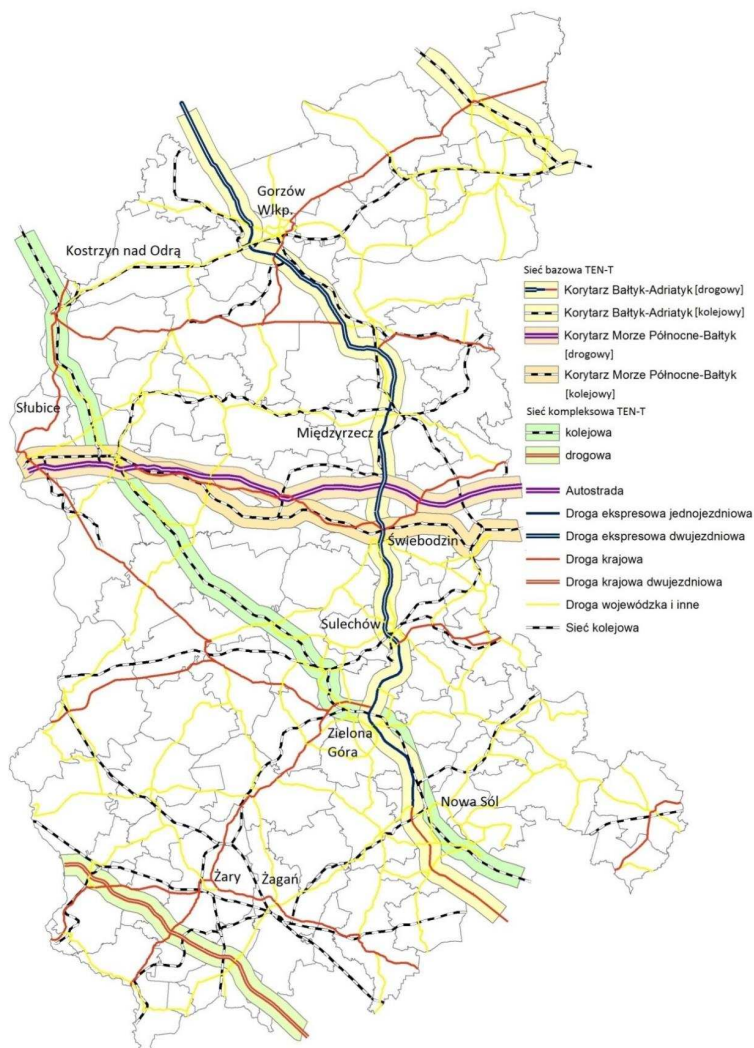 Gorzów
Wlkp.
Kostrzyn nad Odrą
Słubice
Międzyrzecz
Świebodzin
Sulechów
Zielona
Góra
Nowa Sól
Żary
Żagań
Sieć bazowa TEN-T
Korytarz Bałtyk-Adriatyk [drogowy]
Korytarz Bałtyk-Adriatyk [kolejowy]
Korytarz Morze Północne-Bałtyk
[drogowy]
Korytarz Morze Północne-Bałtyk
[kolejowy]
Sieć kompleksowa TEN-T
kolejowa
drogowa
Autostrada
Droga ekspresowa jednojezdniowa
Droga ekspresowa dwujezdniowa
Droga krajowa
Droga krajowa dwujezdniowa
Droga wojewódzka i inne
Sieć kolejowa